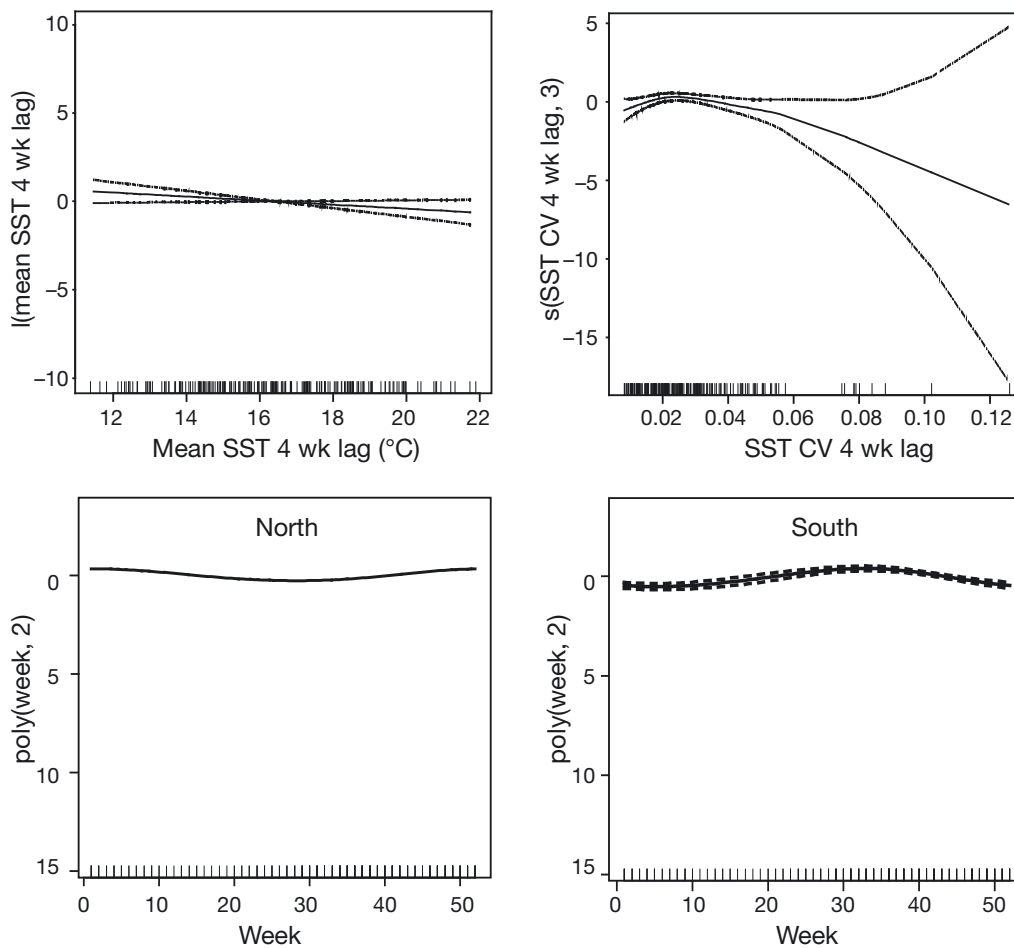 10
5
0
−5
−10
l(mean SST 4 wk lag)
12 14 16 18 20 22
Mean SST 4 wk lag (°C)
5
0
−5
−10
−15
s(SST CV 4 wk lag, 3)
0.02 0.04 0.06 0.08 0.10 0.12
SST CV 4 wk lag
North
0
5
10
15
poly(week, 2)
0 10 20 30 40 50
Week
South
0
5
10
15
poly(week, 2)
0 10 20 30 40 50
Week